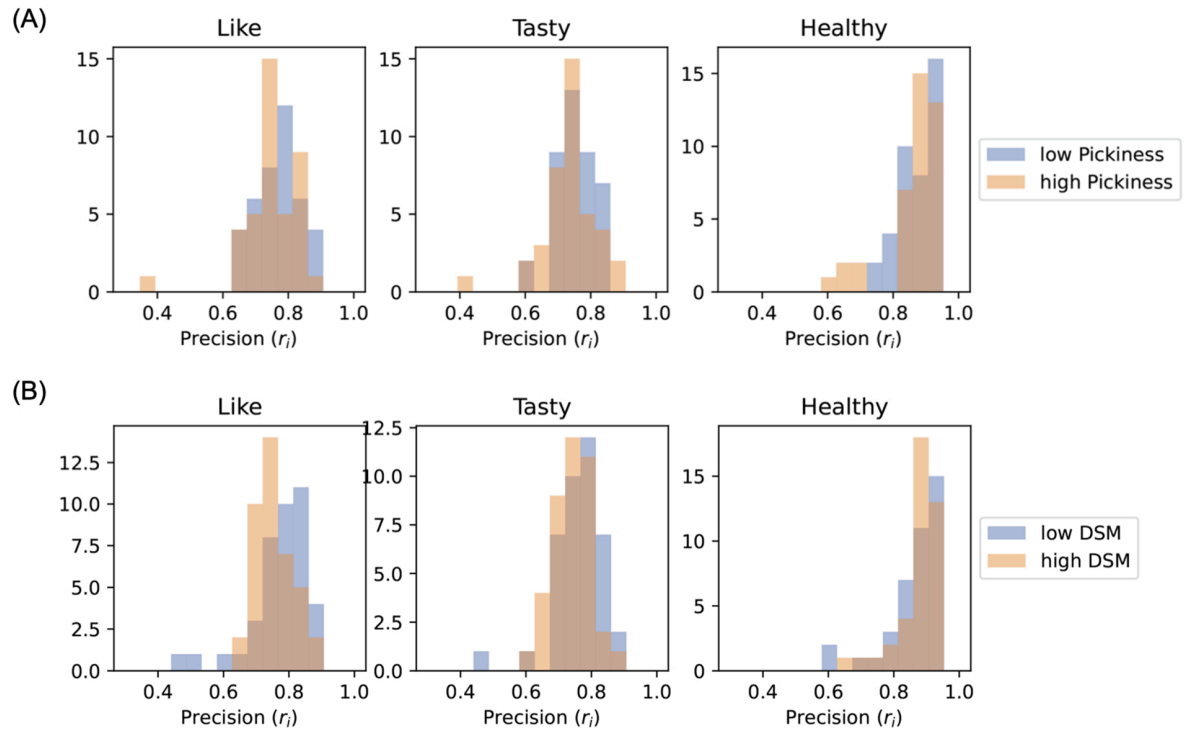 (A)
Like
Tasty
Healthy
15
10
5
0
15
10
5
0
15
10
5
0
0.4 0.6 0.8 1.0
0.4 0.6 0.8 1.0
0.4 0.6 0.8 1.0
Precision (ri)
Precision (ri)
Precision (ri)
low Pickiness
high Pickiness
(B)
Like
Tasty
Healthy
12.5
10.0
7.5
5.0
2.5
0.0
12.5
10.0
7.5
5.0
2.5
0.0
15
10
5
0
0.4 0.6 0.8 1.0
0.4 0.6 0.8 1.0
0.4 0.6 0.8 1.0
Precision (ri)
Precision (ri)
Precision (ri)
low DSM
high DSM